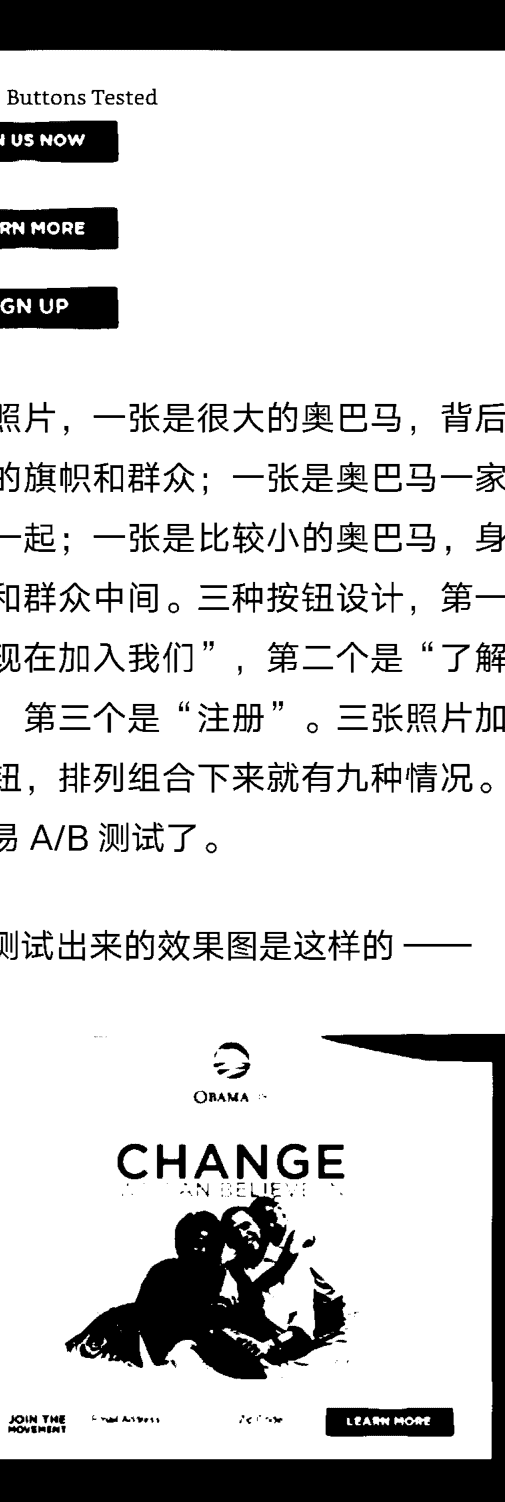 Buttons Tested
US NOW
RN MORE
GN UP
照片，一张是很大的奥巴马，背后
的旗帜和群众；一张是奥巴马一家
一起；一张是比较小的奥巴马，身
和群众中间。三种按钮设计，第一
现在加入我们”，第二个是“了解
第三个是“注册”。三张照片加
钮，排列组合下来就有九种情况。
易 A/B 测试了。
测试出来的效果图是这样的 ——
OBAMA
CHANGE
AN BELIEVE
JOIN THE
MOVEMENT
Email Address
Zip Code
LEARN MORE